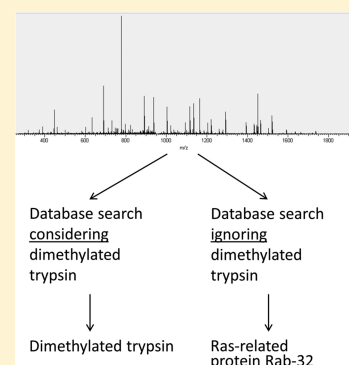 400 600 800 1000 1200 1400 1600 1800
m/z
Database search
considering
dimethylated
trypsin
Database search
ignoring
dimethylated
trypsin
Dimethylated trypsin
Ras-related
protein Rab-32